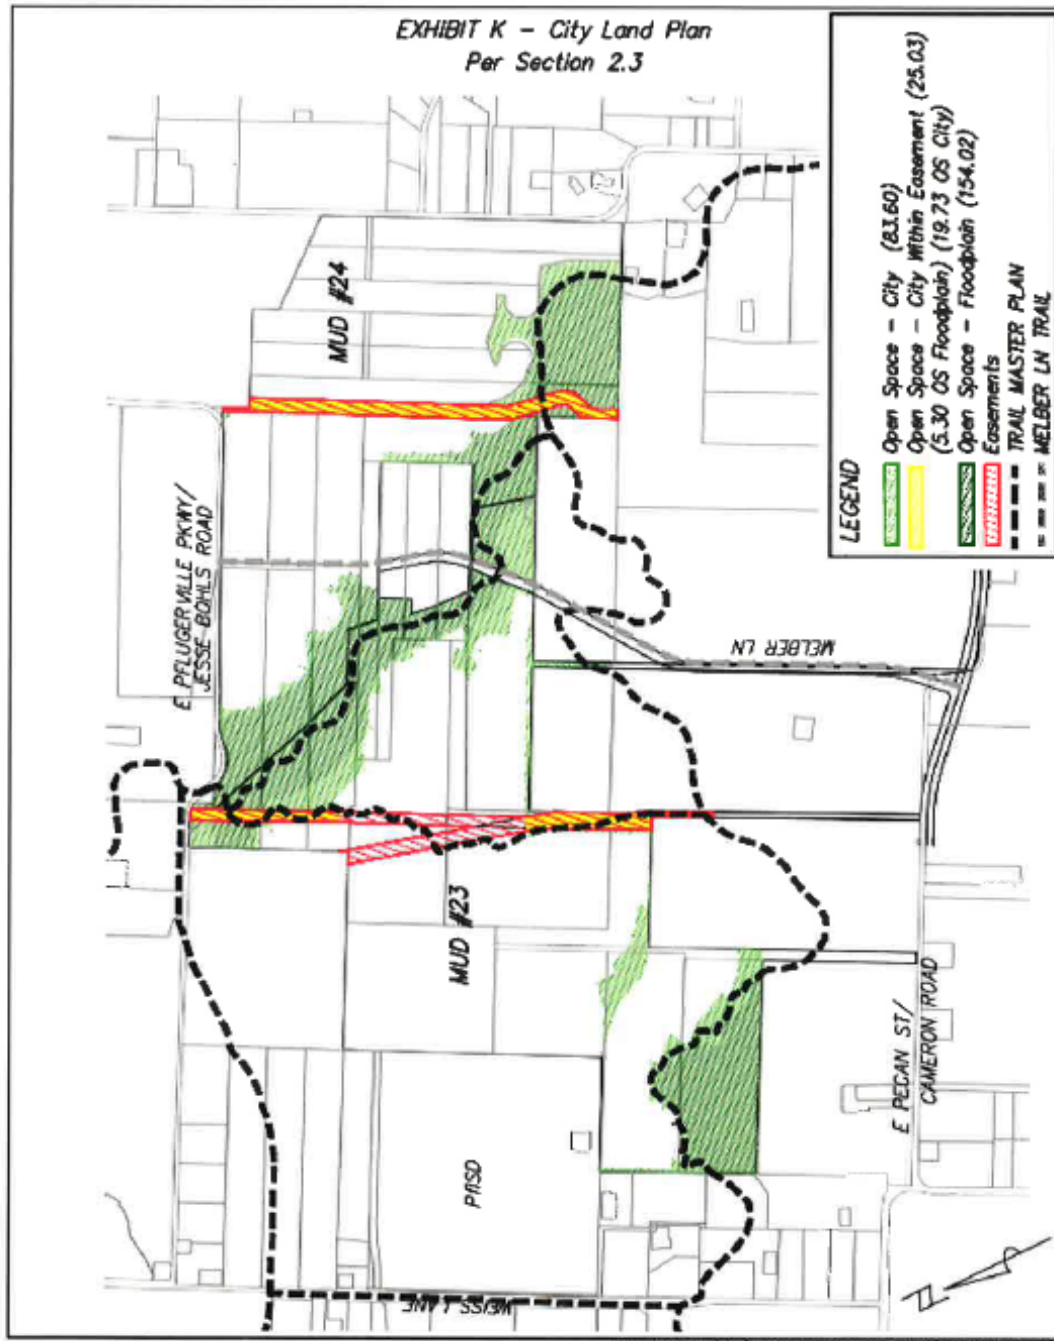 EXHIBIT K - City Land Plan
Per Section 2.3
LEGEND
Open Space - City (83.60)
Open Space - City Within Easement (25.03)
(5.30 OS Floodplain) (19.73 OS City)
Open Space - Floodplain (154.02)
Easements
TRAIL MASTER PLAN
MELBER LN TRAIL
MUD #24
E PFLUGERVILLE PKWY/
JESSE BOHLS ROAD
MELBER LN
MUD #23
E PECAN ST/
CAMERON ROAD
PISD
WEISS LANE